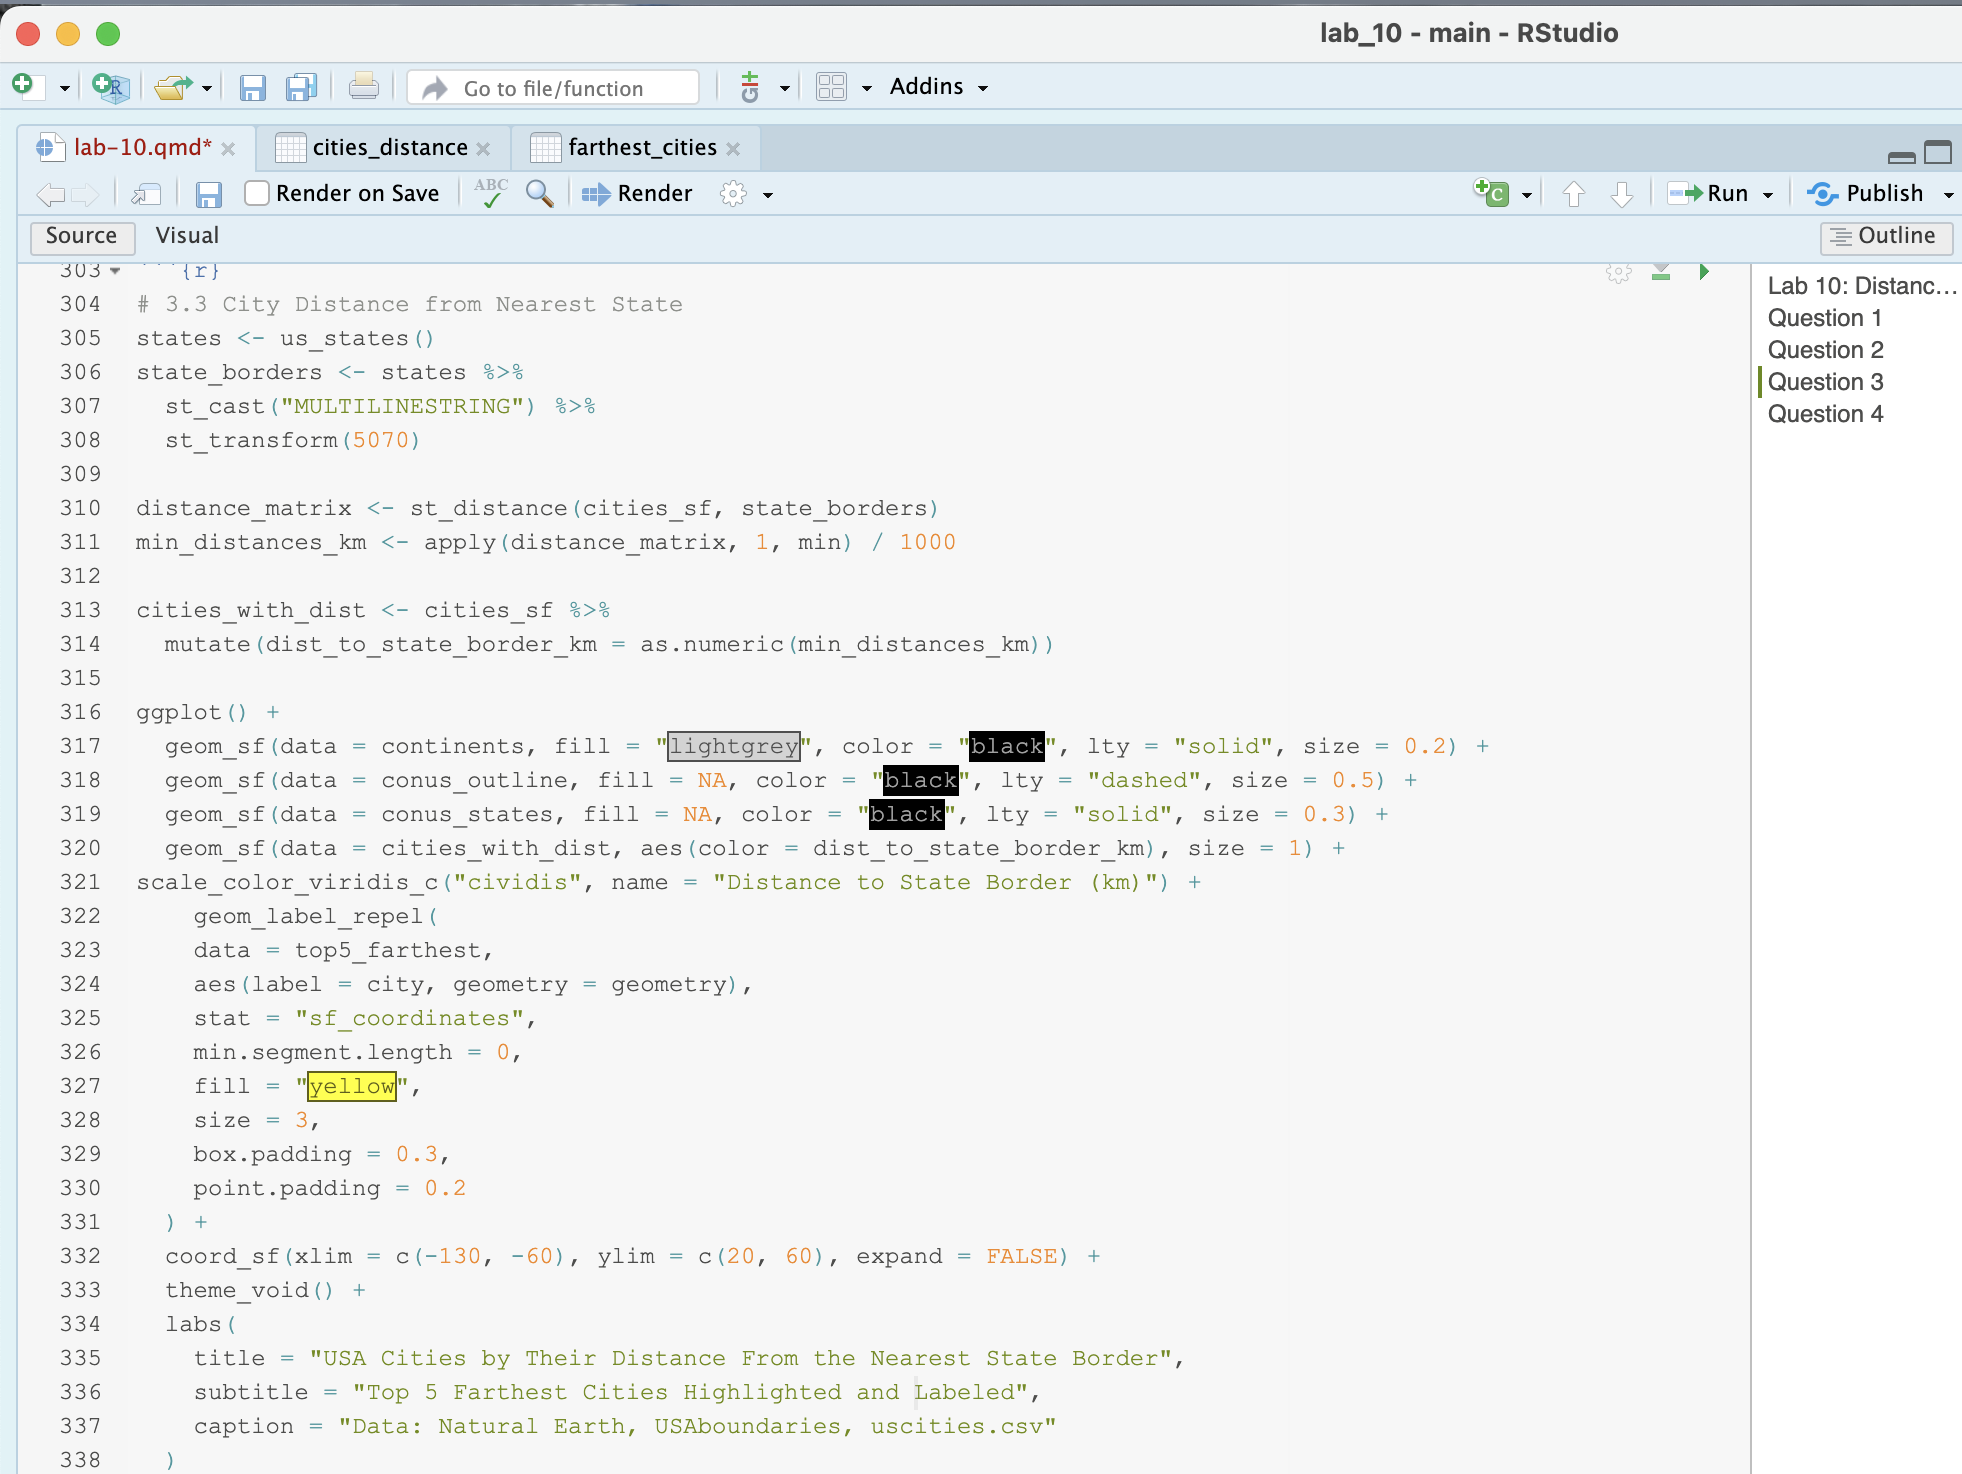 lab_10 - main - RStudio
Go to file/function
Addins
lab-10.qmd*
cities_distance
farthest_cities
Render on Save
ABC
Render
Run
Publish
Source
Visual
Outline
303 ```{r}
304 # 3.3 City Distance from Nearest State
305 states <- us_states()
306 state_borders <- states %>%
307   st_cast("MULTILINESTRING") %>%
308   st_transform(5070)
309
310 distance_matrix <- st_distance(cities_sf, state_borders)
311 min_distances_km <- apply(distance_matrix, 1, min) / 1000
312
313 cities_with_dist <- cities_sf %>%
314   mutate(dist_to_state_border_km = as.numeric(min_distances_km))
315
316 ggplot() +
317   geom_sf(data = continents, fill = "lightgrey", color = "black", lty = "solid", size = 0.2) +
318   geom_sf(data = conus_outline, fill = NA, color = "black", lty = "dashed", size = 0.5) +
319   geom_sf(data = conus_states, fill = NA, color = "black", lty = "solid", size = 0.3) +
320   geom_sf(data = cities_with_dist, aes(color = dist_to_state_border_km), size = 1) +
321 scale_color_viridis_c("cividis", name = "Distance to State Border (km)") +
322     geom_label_repel(
323     data = top5_farthest,
324     aes(label = city, geometry = geometry),
325     stat = "sf_coordinates",
326     min.segment.length = 0,
327     fill = "yellow",
328     size = 3,
329     box.padding = 0.3,
330     point.padding = 0.2
331   ) +
332   coord_sf(xlim = c(-130, -60), ylim = c(20, 60), expand = FALSE) +
333   theme_void() +
334   labs(
335     title = "USA Cities by Their Distance From the Nearest State Border",
336     subtitle = "Top 5 Farthest Cities Highlighted and Labeled",
337     caption = "Data: Natural Earth, USAboundaries, uscities.csv"
338   )
Lab 10: Distanc...
Question 1
Question 2
Question 3
Question 4